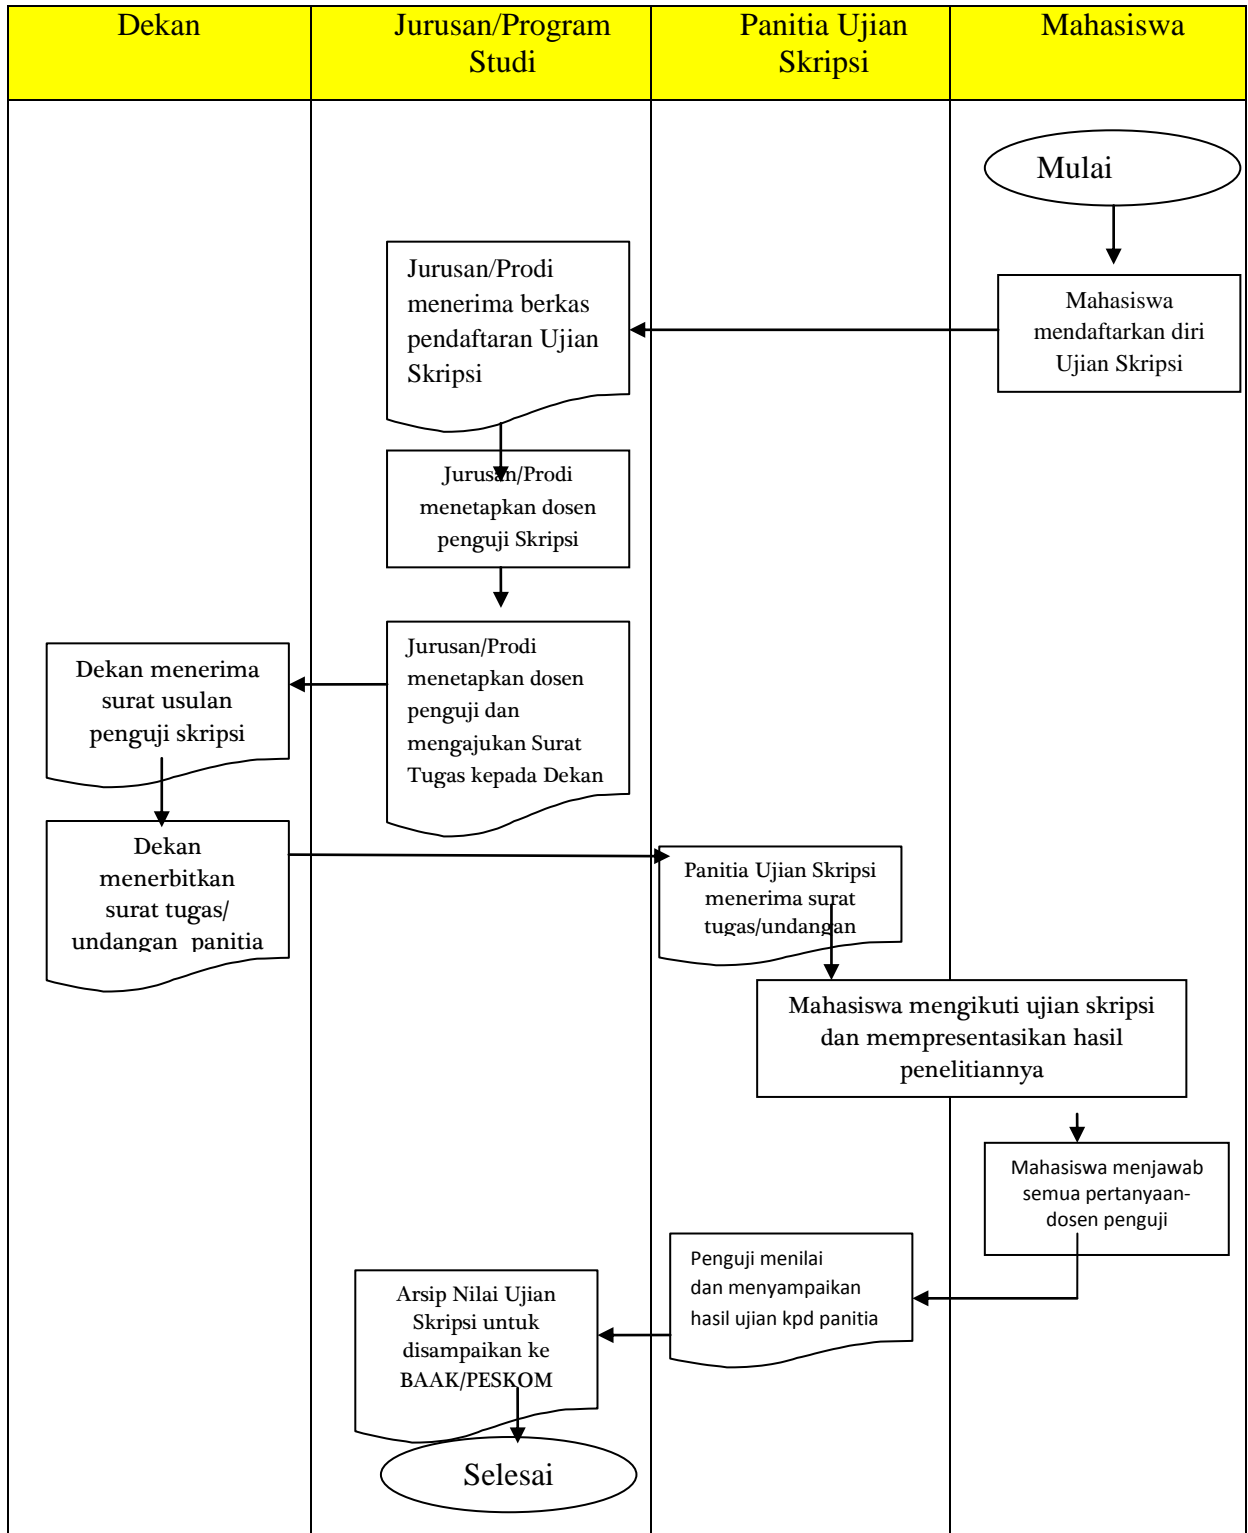 Dekan
Jurusan/Program
Studi
Panitia Ujian
Skripsi
Mahasiswa
Mulai
Mahasiswa
mendaftarkan diri
Ujian Skripsi
Jurusan/Prodi
menerima berkas
pendaftaran Ujian
Skripsi
Jurusan/Prodi
menetapkan dosen
penguji Skripsi
Jurusan/Prodi
menetapkan dosen
penguji dan
mengajukan Surat
Tugas kepada Dekan
Dekan menerima
surat usulan
penguji skripsi
Dekan
menerbitkan
surat tugas/
undangan  panitia
Panitia Ujian Skripsi
menerima surat
tugas/undangan
Mahasiswa mengikuti ujian skripsi
dan mempresentasikan hasil
penelitiannya
Mahasiswa menjawab
semua pertanyaan-
dosen penguji
Penguji menilai
dan menyampaikan
hasil ujian kpd panitia
Arsip Nilai Ujian
Skripsi untuk
disampaikan ke
BAAK/PESKOM
Selesai